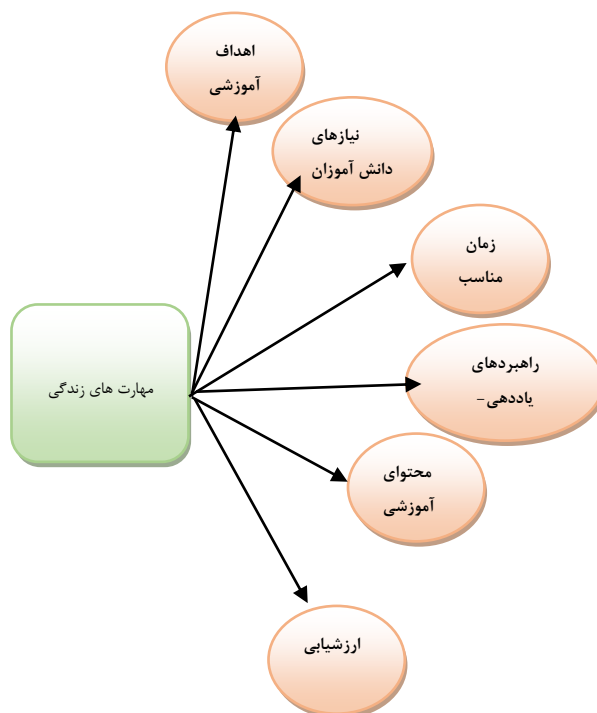 اهداف
آموزشی
نیازهای
دانش آموزان
زمان
مناسب
راهبردهای
یاددهی-
مهارت های زندگی
محتوای
آموزشی
ارزشیابی